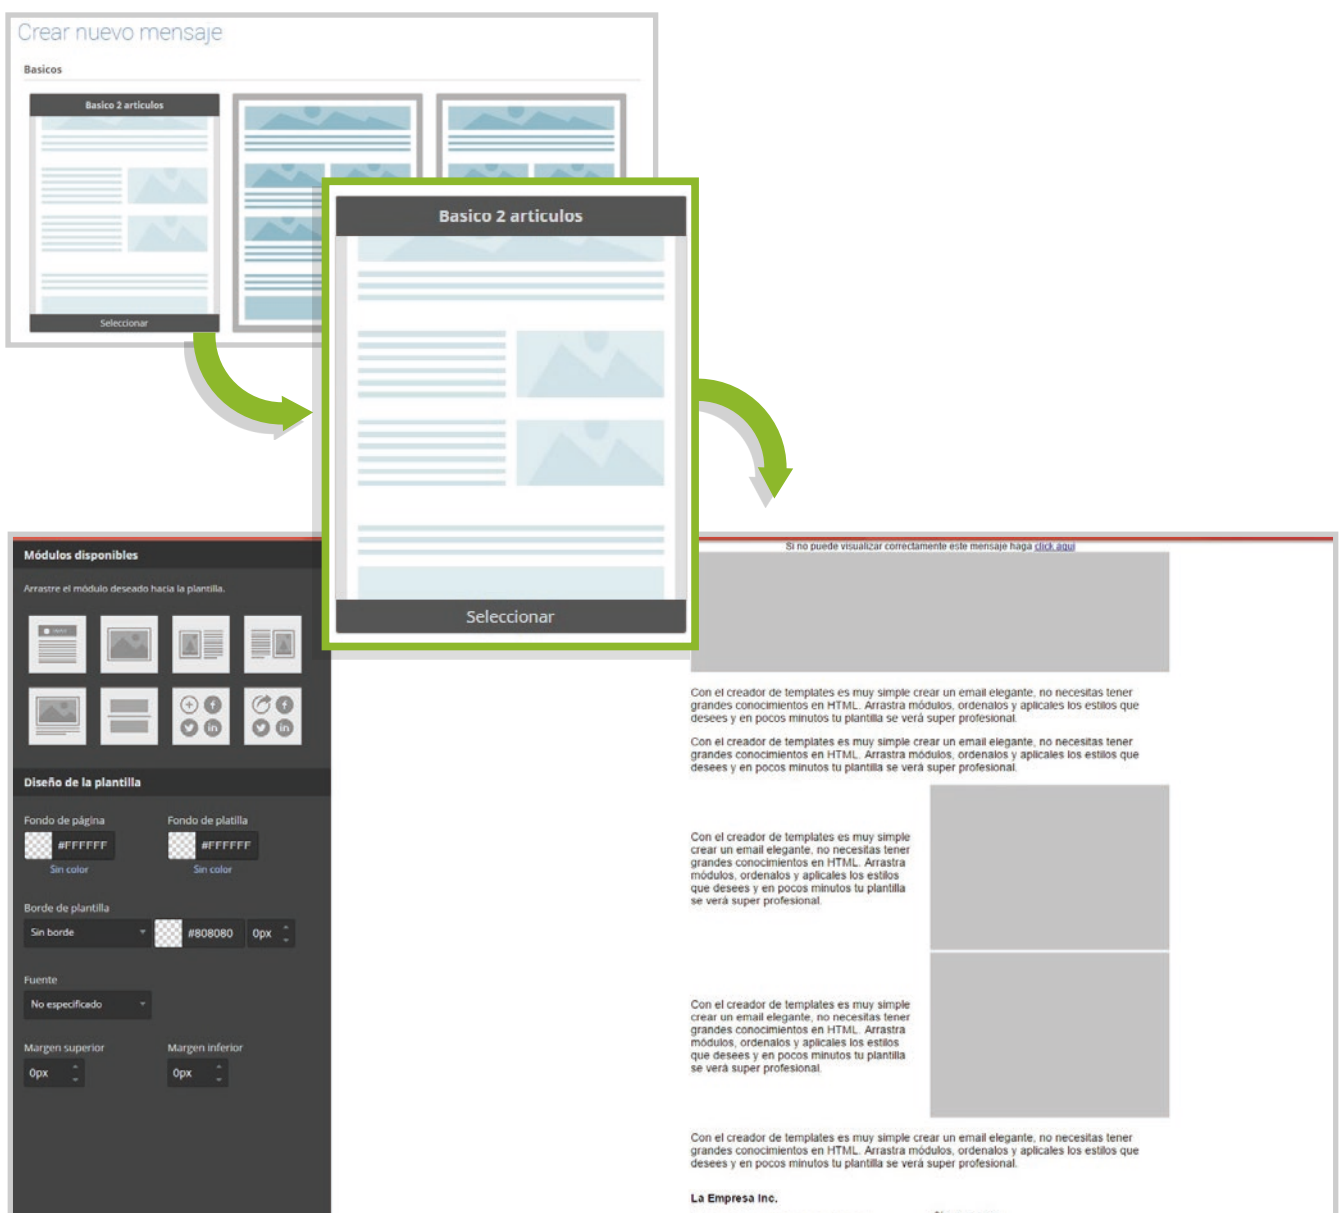 Crear nuevo mensaje
Basicos
Basico 2 articulos
Seleccionar
Basico 2 articulos
Seleccionar
Módulos disponibles
Arrastre el módulo deseado hacia la plantilla.
Diseño de la plantilla
Fondo de página Fondo de platilla
#FFFFFF #FFFFFF
Sin color Sin color
Borde de plantilla
Sin borde #808080 0px
Fuente
No especificado
Margen superior Margen inferior
0px 0px
Si no puede visualizar correctamente este mensaje haga click aqui
Con el creador de templates es muy simple crear un email elegante, no necesitas tener
grandes conocimientos en HTML. Arrastra módulos, ordenalos y aplicales los estilos que
desees y en pocos minutos tu plantilla se verá super profesional.
Con el creador de templates es muy simple crear un email elegante, no necesitas tener
grandes conocimientos en HTML. Arrastra módulos, ordenalos y aplicales los estilos que
desees y en pocos minutos tu plantilla se verá super profesional.
Con el creador de templates es muy simple
crear un email elegante, no necesitas tener
grandes conocimientos en HTML. Arrastra
módulos, ordenalos y aplicales los estilos
que desees y en pocos minutos tu plantilla
se verá super profesional.
Con el creador de templates es muy simple
crear un email elegante, no necesitas tener
grandes conocimientos en HTML. Arrastra
módulos, ordenalos y aplicales los estilos
que desees y en pocos minutos tu plantilla
se verá super profesional.
Con el creador de templates es muy simple crear un email elegante, no necesitas tener
grandes conocimientos en HTML. Arrastra módulos, ordenalos y aplicales los estilos que
desees y en pocos minutos tu plantilla se verá super profesional.
La Empresa Inc.